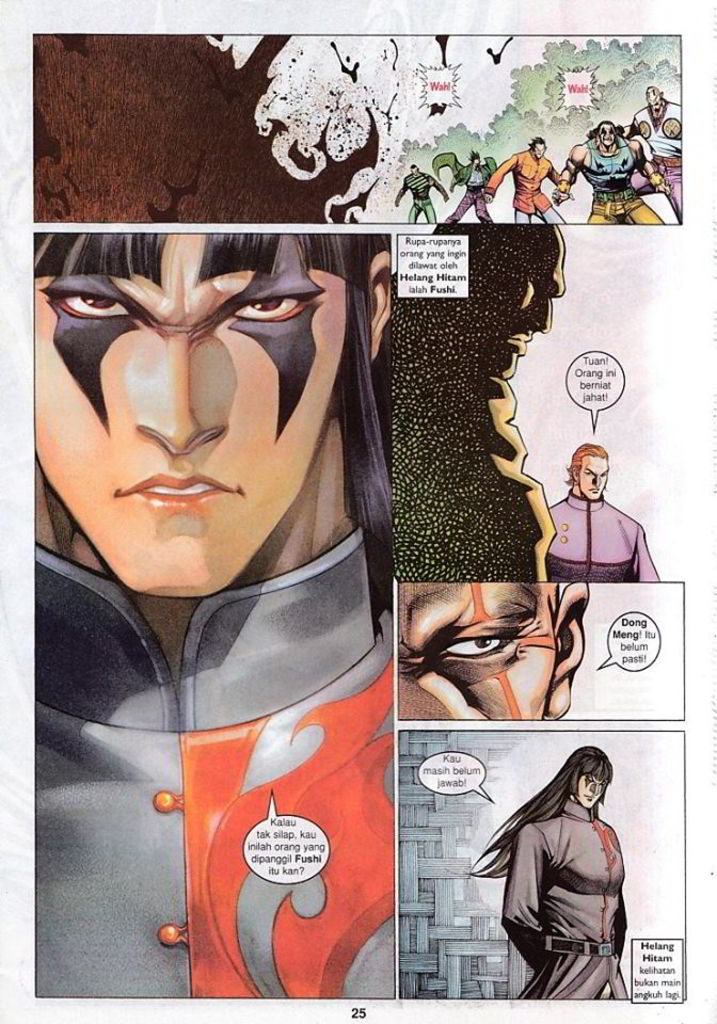 Wah!
Wah!
Rupa-rupanya
orang yang ingin
dilawat oleh
Helang Hitam
ialah Fushi.
Tuan!
Orang ini
berniat
jahat!
Kalau
tak silap, kau
inilah orang yang
dipanggil Fushi
itu kan?
Dong
Meng! Itu
belum
pasti!
Kau
masih belum
jawab!
Helang
Hitam
kelihatan
bukan main
angkuh lagi.
25